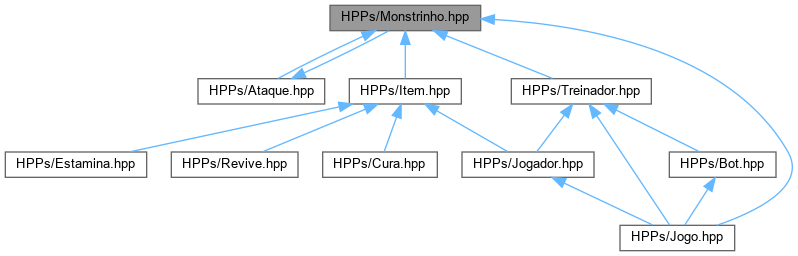 HPPs/Monstrinho.hpp
HPPs/Ataque.hpp
HPPs/Item.hpp
HPPs/Treinador.hpp
HPPs/Estamina.hpp
HPPs/Revive.hpp
HPPs/Cura.hpp
HPPs/Jogador.hpp
HPPs/Bot.hpp
HPPs/Jogo.hpp